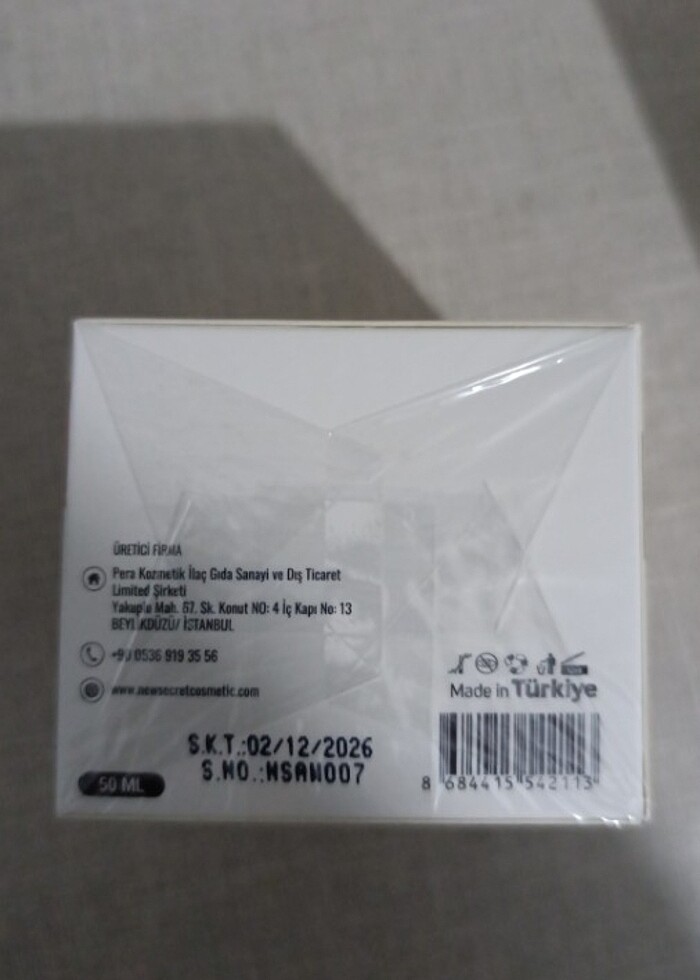 ÜRETİCİ FİRMA
Pera Kozmetik İlaç Gıda Sanayi ve Dış Ticaret
Limited Şirketi
Yakuplu Mah. 67. Sk. Konut NO: 4 İç Kapı No: 13
BEYLİKDÜZÜ/ İSTANBUL
+90 0536 919 35 56
www.newsecretcosmetic.com
Made in Türkiye
S.K.T.:02/12/2026
S.NO.:NSAN007
50 ML
8 684415 542113